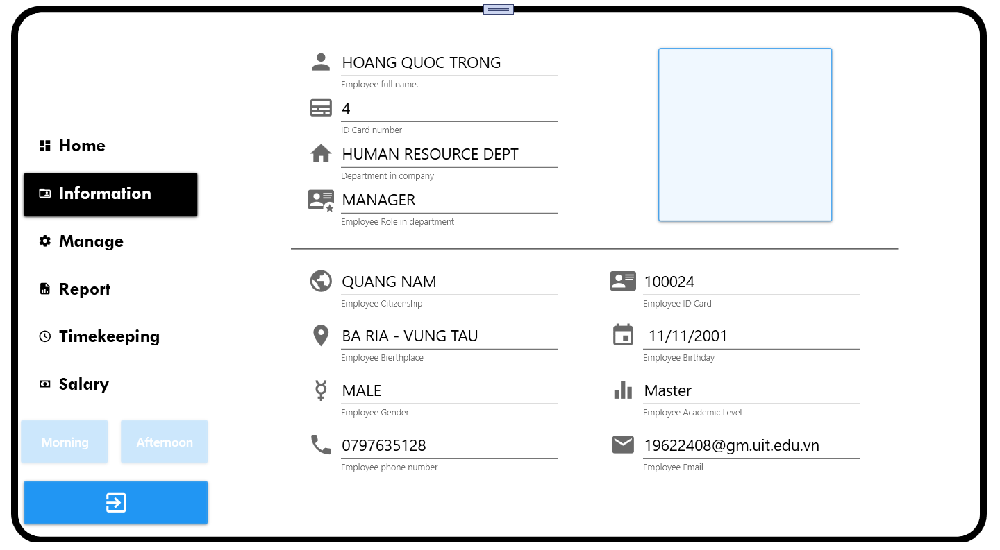 Home
Information
Manage
Report
Timekeeping
Salary
Morning
Afternoon
HOANG QUOC TRONG
Employee full name.
4
ID Card number
HUMAN RESOURCE DEPT
Department in company
MANAGER
Employee Role in department
QUANG NAM
Employee Citizenship
100024
Employee ID Card
BA RIA - VUNG TAU
Employee Bierthplace
11/11/2001
Employee Birthday
MALE
Employee Gender
Master
Employee Academic Level
0797635128
Employee phone number
19622408@gm.uit.edu.vn
Employee Email